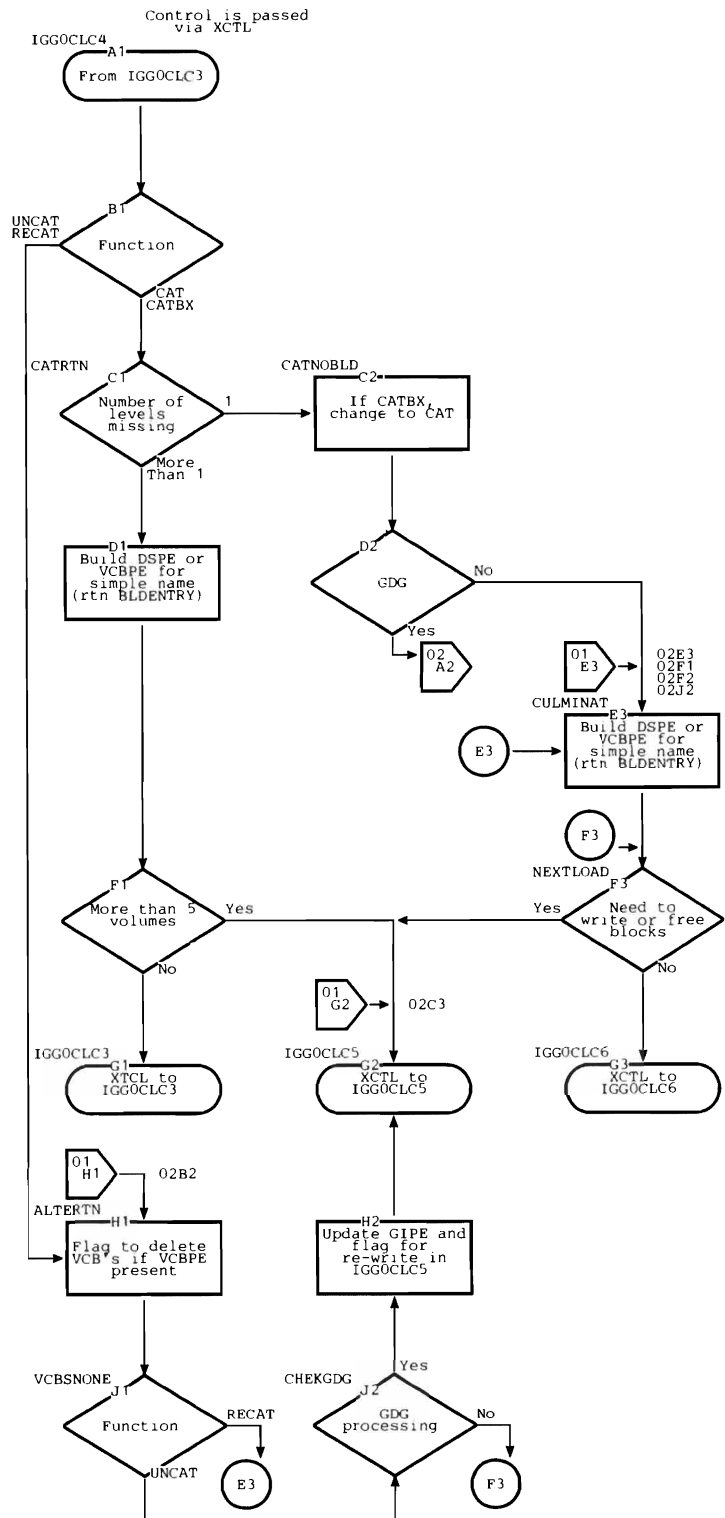 Control is passed
via XCTL
IGG0CLC4
A1
From IGG0CLC3
B1
UNCAT
RECAT
Function
CAT
CATBX
CATRTN
C1
Number of
levels
missing
1
More
Than 1
CATNOBLD
C2
If CATBX,
change to CAT
D1
Build DSPE or
VCBPE for
simple name
(rtn BLDENTRY)
D2
GDG
No
Yes
02
A2
01
E3
02E3
02F1
02F2
02J2
CULMINAT
E3
Build DSPE or
VCBPE for
simple name
(rtn BLDENTRY)
E3
F3
NEXTLOAD
F1
More than 5
volumes
Yes
No
F3
Need to
write or free
blocks
Yes
No
01
G2
02C3
IGG0CLC3
G1
XTCL to
IGG0CLC3
IGG0CLC5
G2
XCTL to
IGG0CLC5
IGG0CLC6
G3
XCTL to
IGG0CLC6
01
H1
02B2
ALTERTN
H1
Flag to delete
VCB's if VCBPE
present
H2
Update GIPE and
flag for
re-write in
IGG0CLC5
VCBSNONE
J1
Function
RECAT
UNCAT
E3
CHEKGDG
J2
GDG
processing
Yes
No
F3